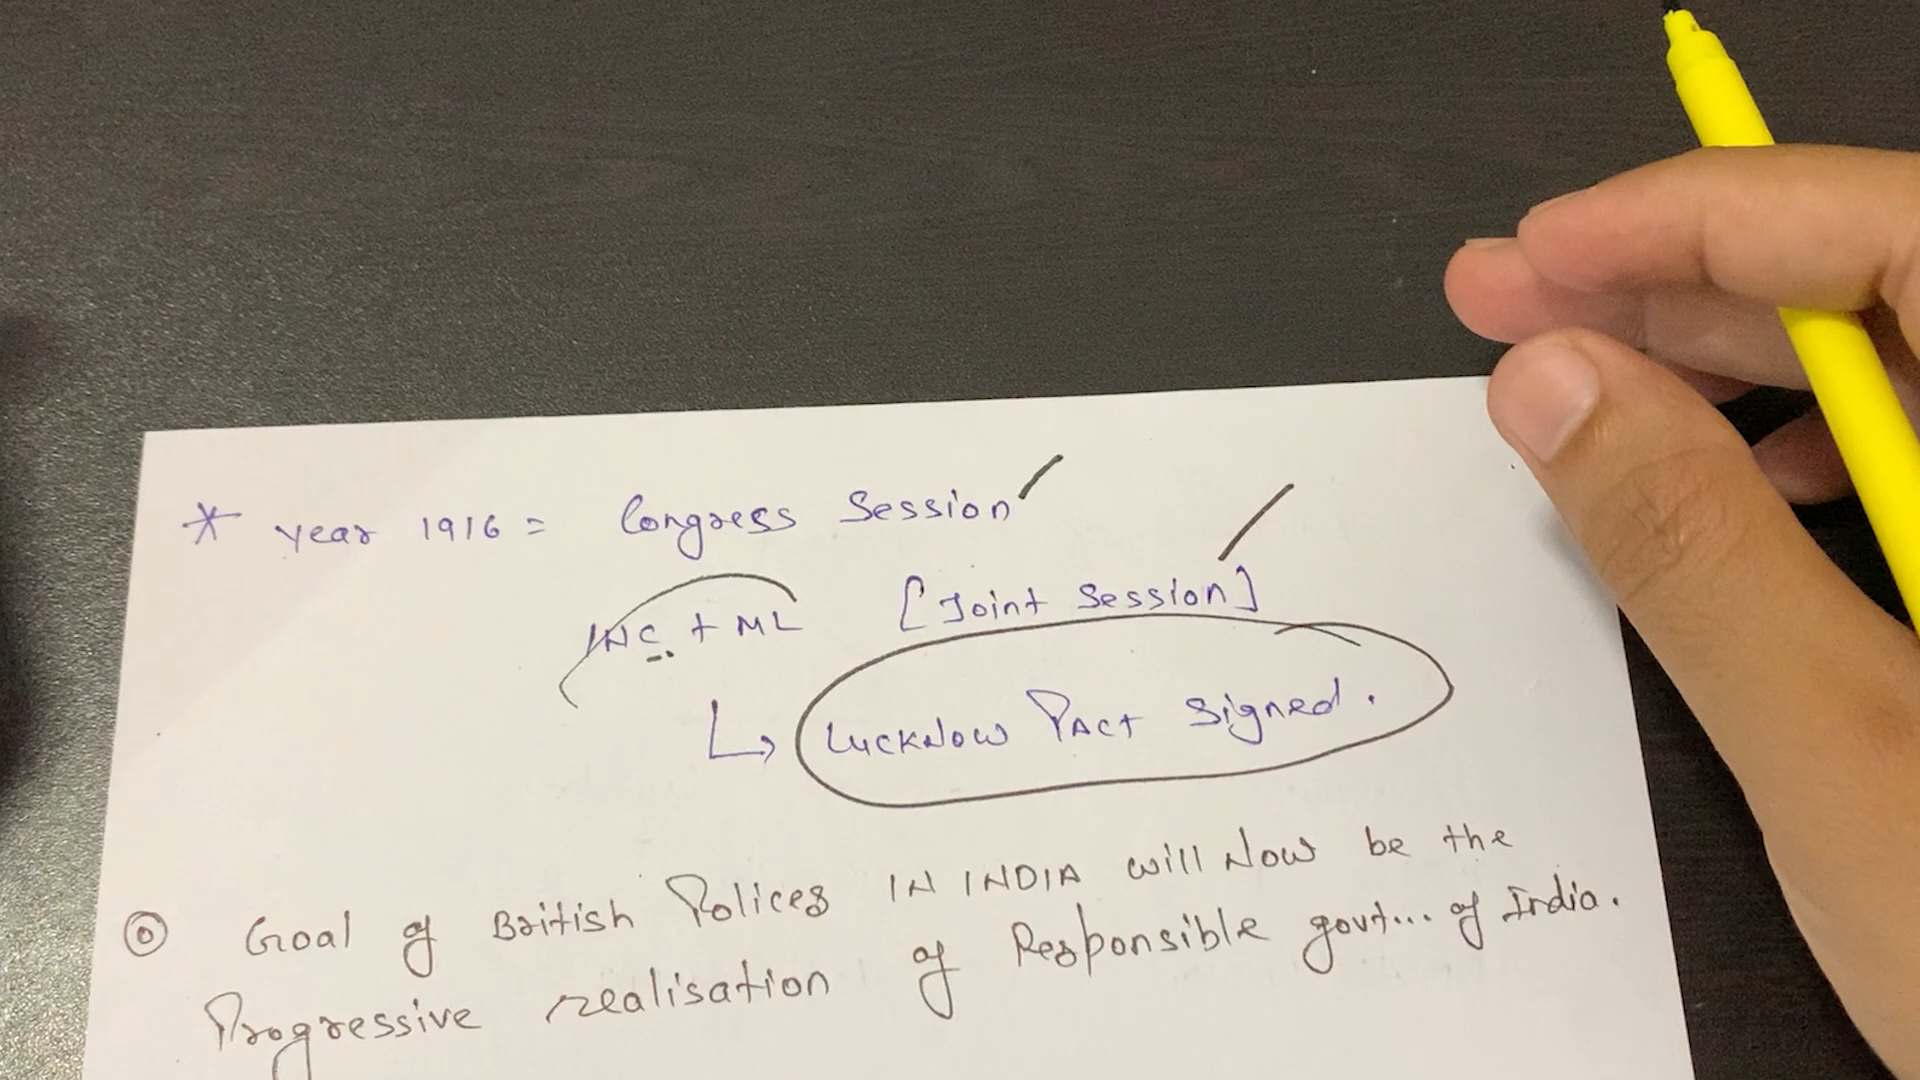 * year 1916 = Congress Session
INC + ML [Joint Session]
↳ Lucknow Pact Signed.
⊙ Goal of British Polices IN INDIA will Now be the
Progressive realisation of Responsible govt... of India.